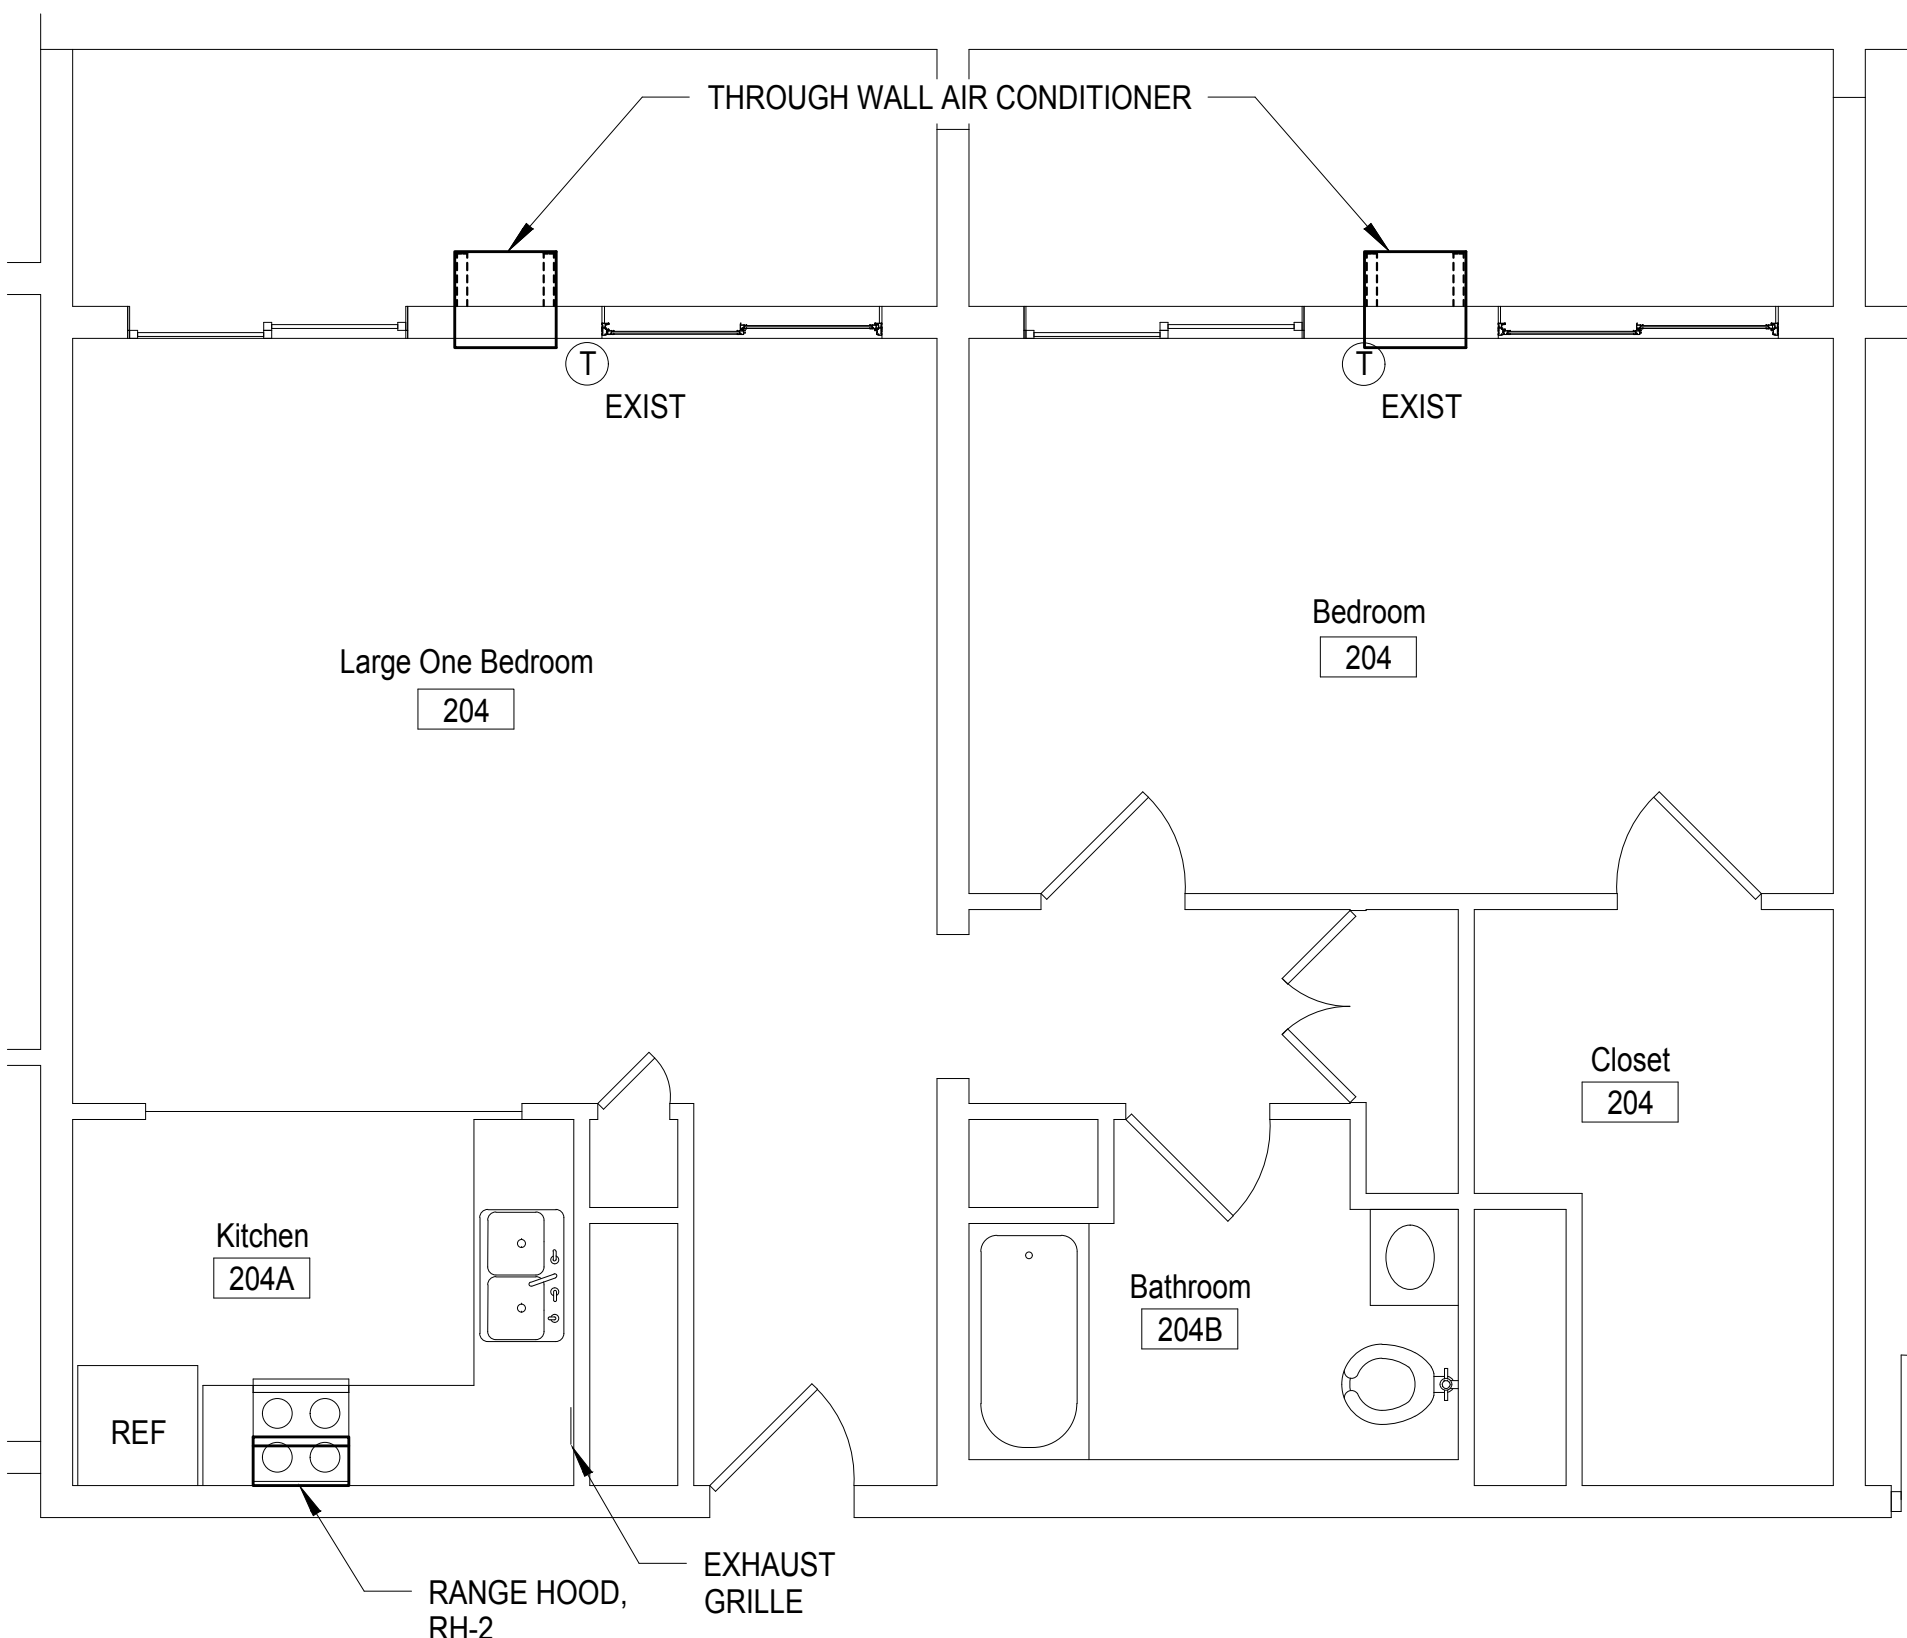 THROUGH WALL AIR CONDITIONER
T
EXIST
T
EXIST
Bedroom
204
Large One Bedroom
204
Closet
204
Kitchen
204A
Bathroom
204B
REF
EXHAUST
GRILLE
RANGE HOOD,
RH-2